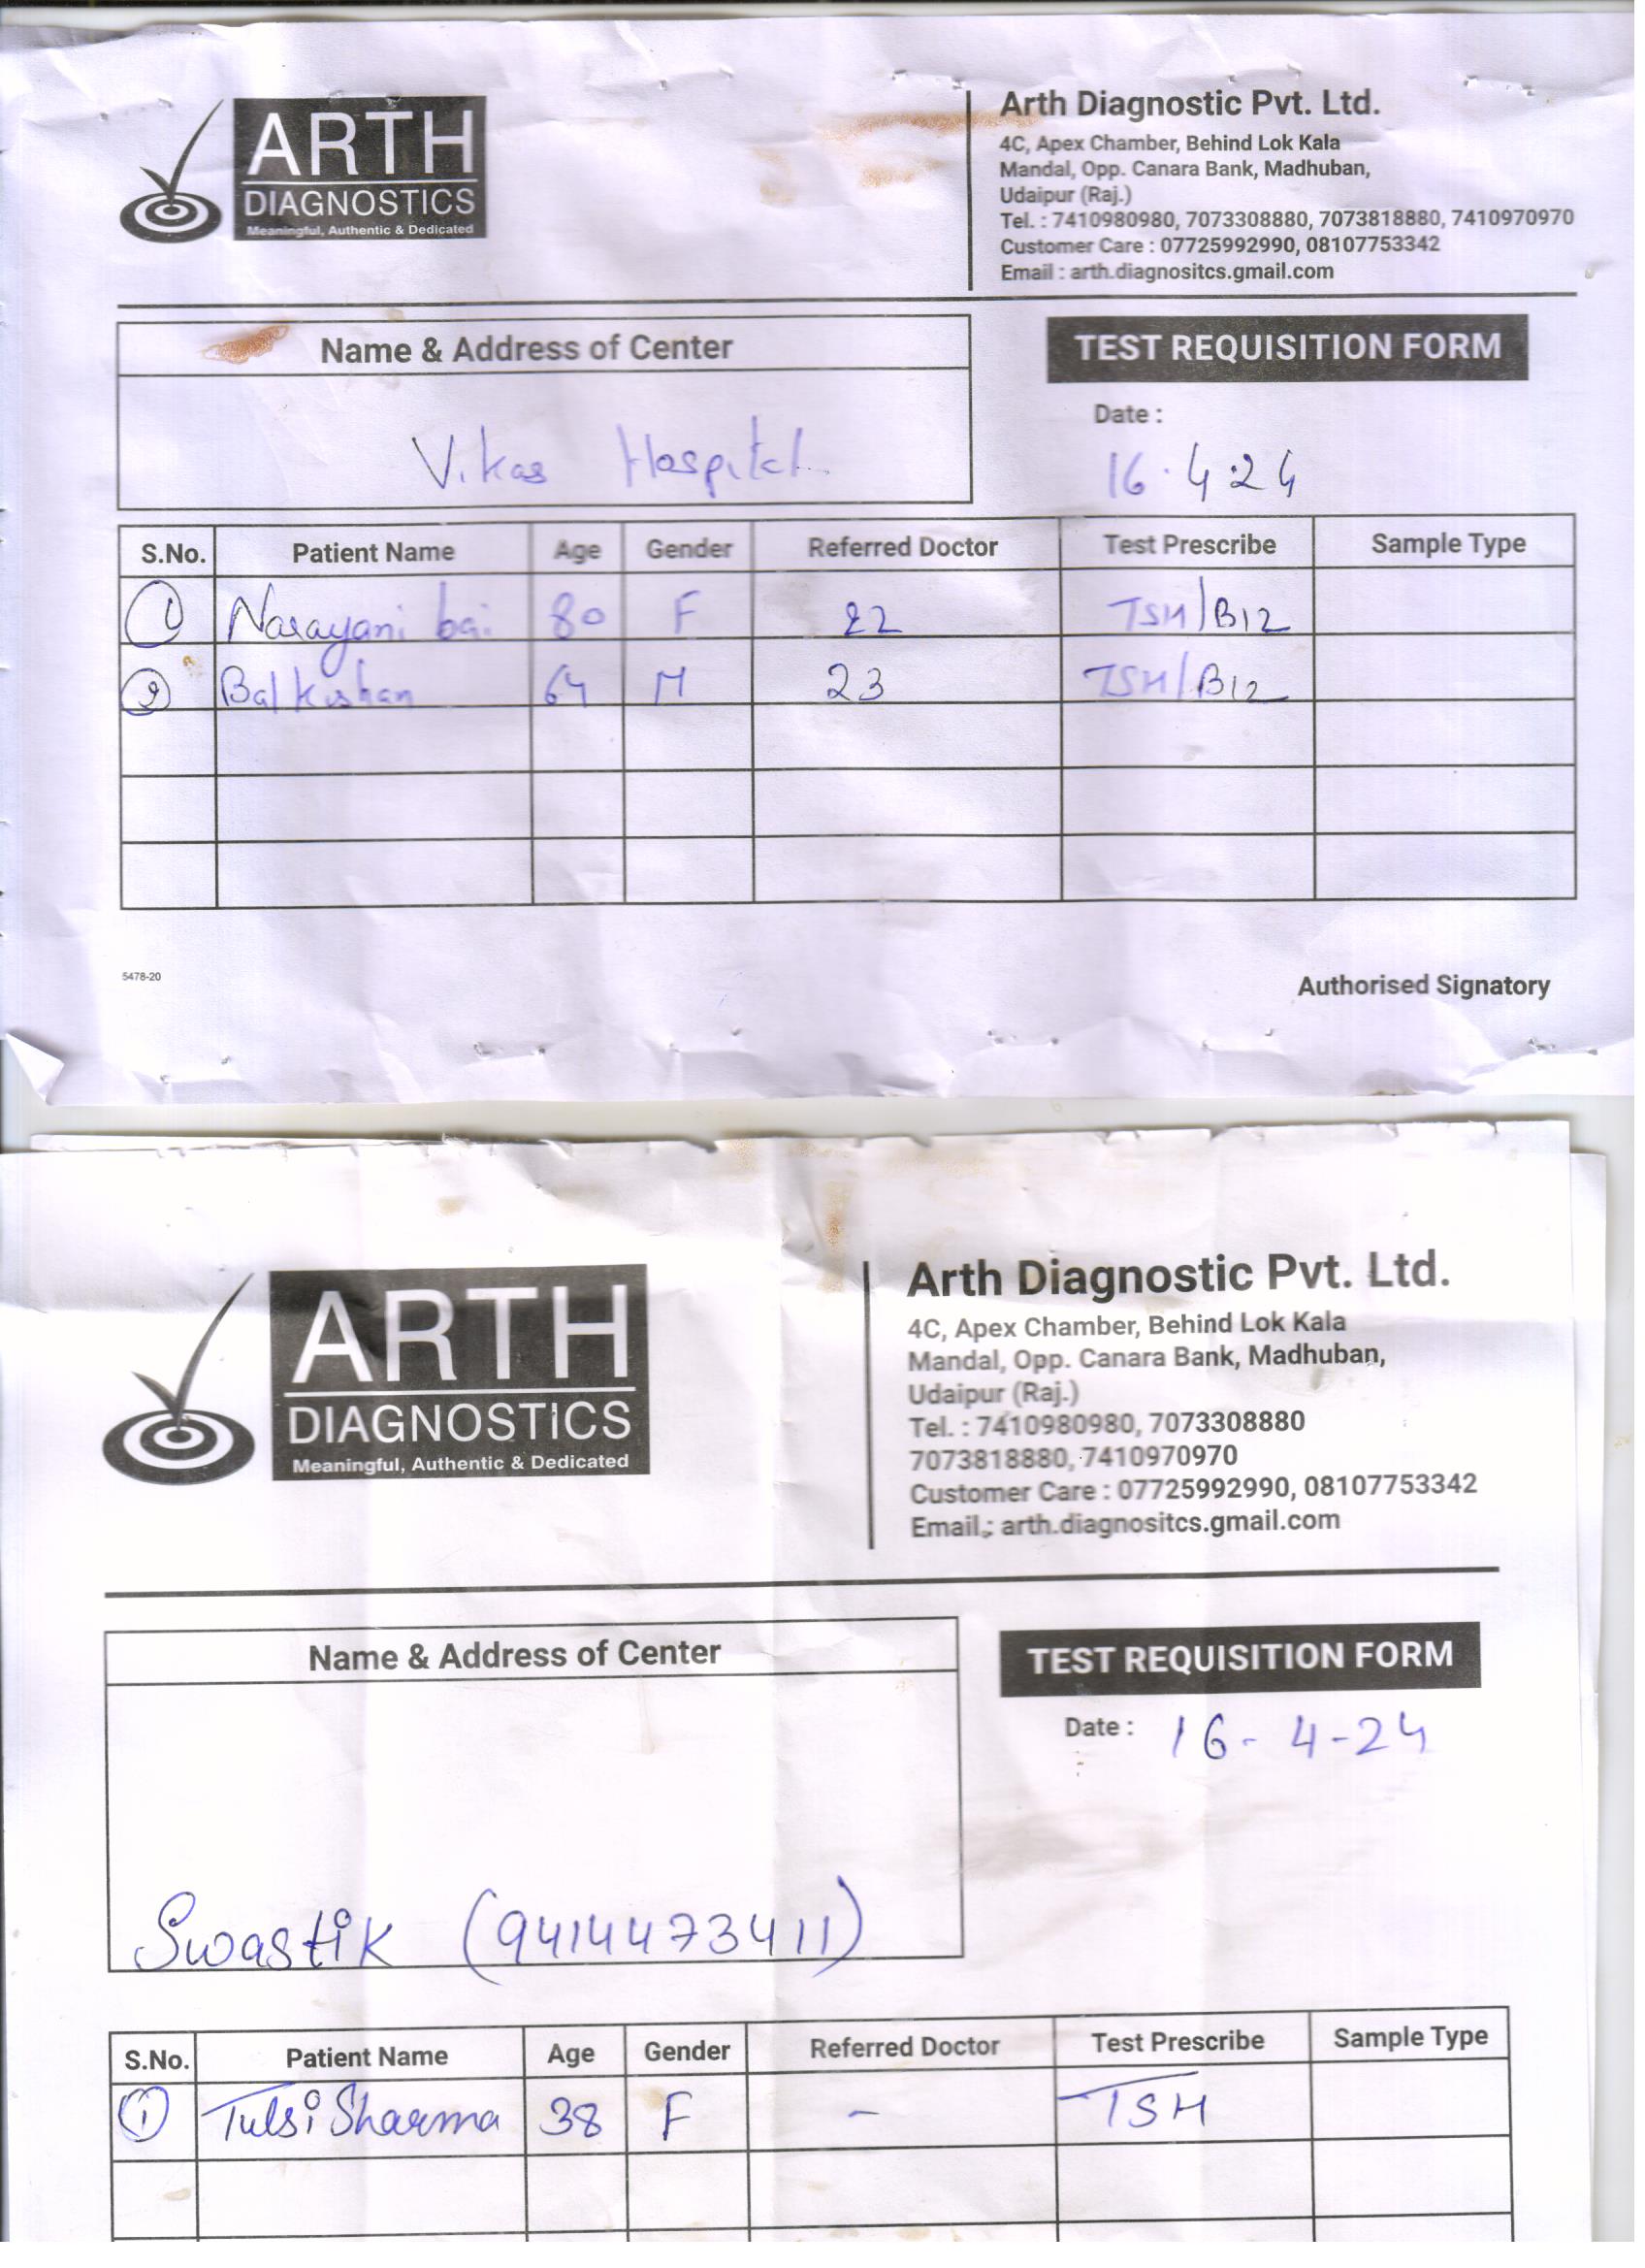 ARTH
DIAGNOSTICS
Meaningful, Authentic & Dedicated
Arth Diagnostic Pvt. Ltd.
4C, Apex Chamber, Behind Lok Kala
Mandal, Opp. Canara Bank, Madhuban,
Udaipur (Raj.)
Tel. : 7410980980, 7073308880, 7073818880, 7410970970
Customer Care : 07725992990, 08107753342
Email : arth.diagnositcs.gmail.com
Name & Address of Center
Vikas Hospital
TEST REQUISITION FORM
Date :
16.4.24
S.No. Patient Name Age Gender Referred Doctor Test Prescribe Sample Type
1 Narayani bai 80 F 22 TSH/B12
2 Balkishan 64 M 23 TSH/B12
5478-20
Authorised Signatory
ARTH
DIAGNOSTICS
Meaningful, Authentic & Dedicated
Arth Diagnostic Pvt. Ltd.
4C, Apex Chamber, Behind Lok Kala
Mandal, Opp. Canara Bank, Madhuban,
Udaipur (Raj.)
Tel. : 7410980980, 7073308880
7073818880, 7410970970
Customer Care : 07725992990, 08107753342
Email : arth.diagnositcs.gmail.com
Name & Address of Center
Swastik (9414473411)
TEST REQUISITION FORM
Date : 16-4-24
S.No. Patient Name Age Gender Referred Doctor Test Prescribe Sample Type
1 Tulsi Sharma 38 F - TSH